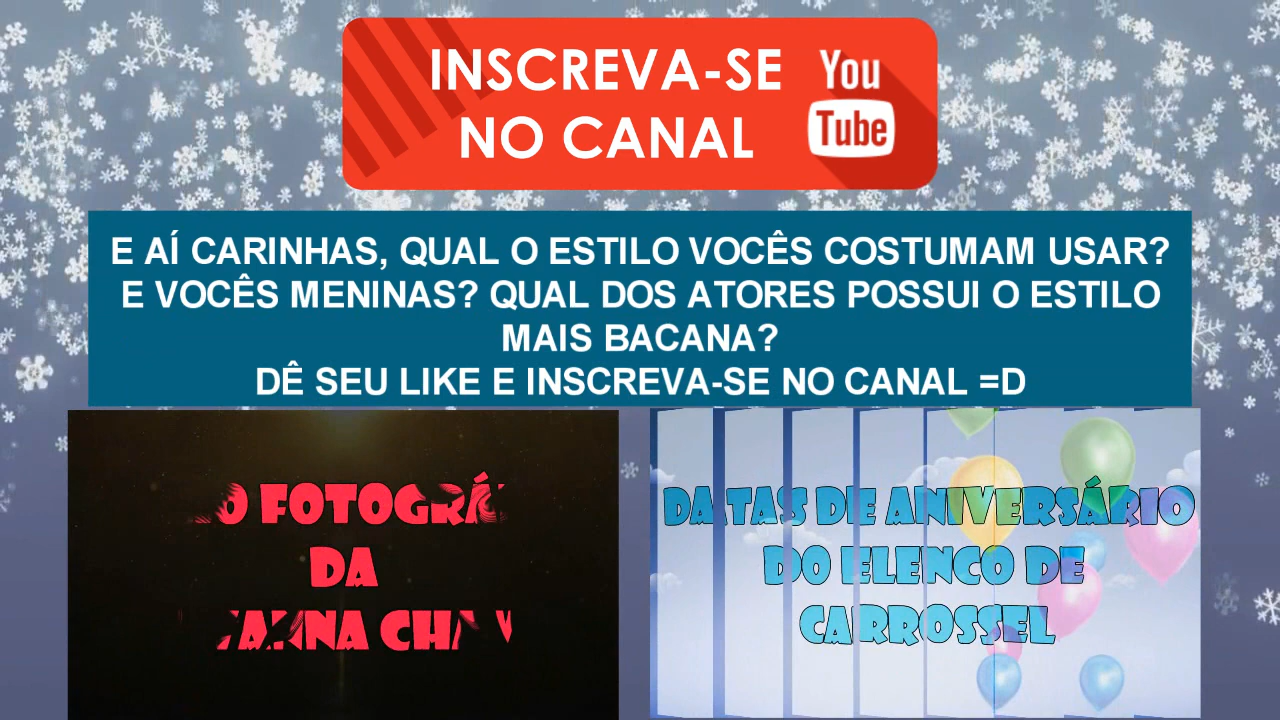 INSCREVA-SE
NO CANAL
You
Tube
E AÍ CARINHAS, QUAL O ESTILO VOCÊS COSTUMAM USAR?
E VOCÊS MENINAS? QUAL DOS ATORES POSSUI O ESTILO
MAIS BACANA?
DÊ SEU LIKE E INSCREVA-SE NO CANAL =D
DA
DATAS DE ANIVERSÁRIO
DO ELENCO DE
CARROSSEL